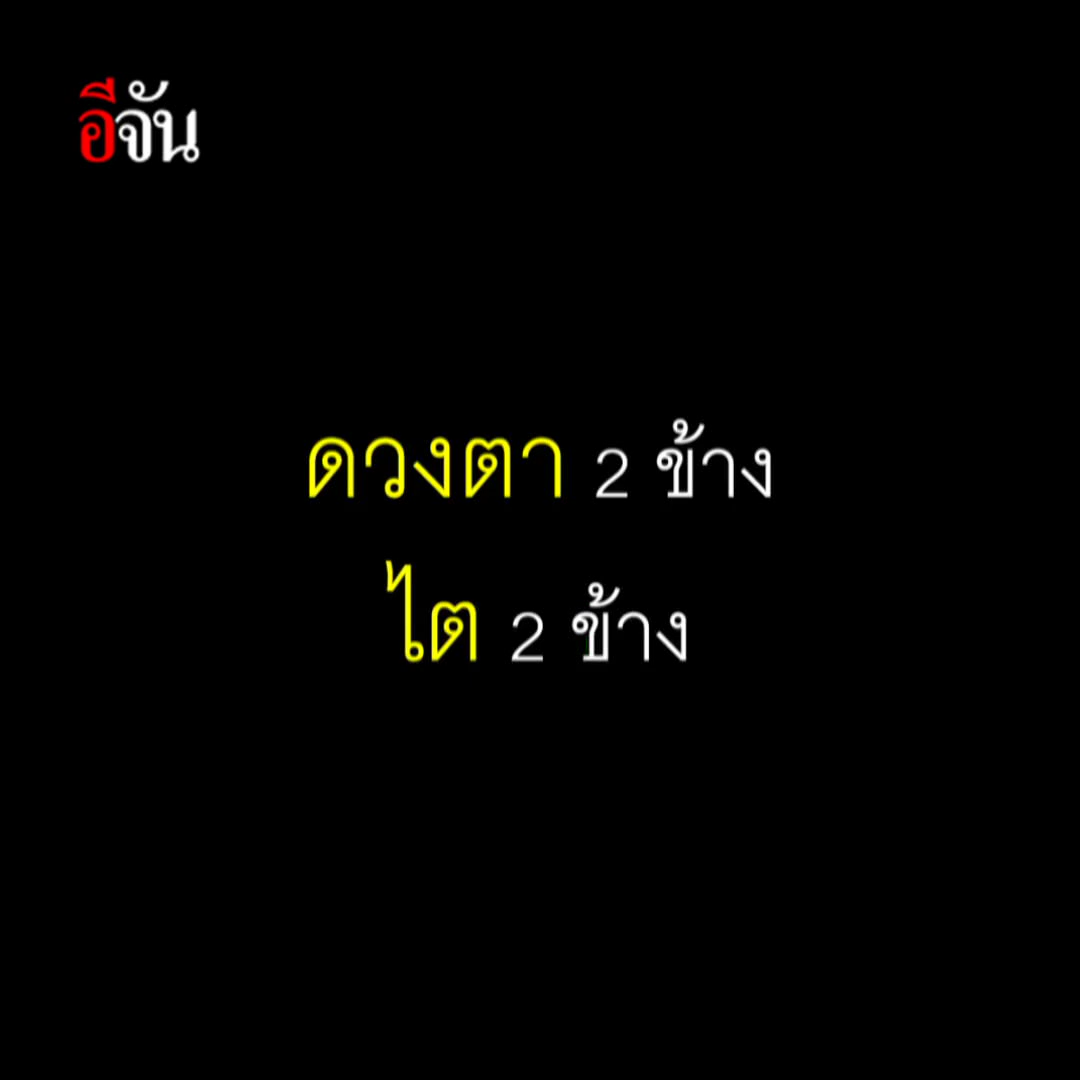 อีจัน
ดวงตา 2 ข้าง
ไต 2 ข้าง